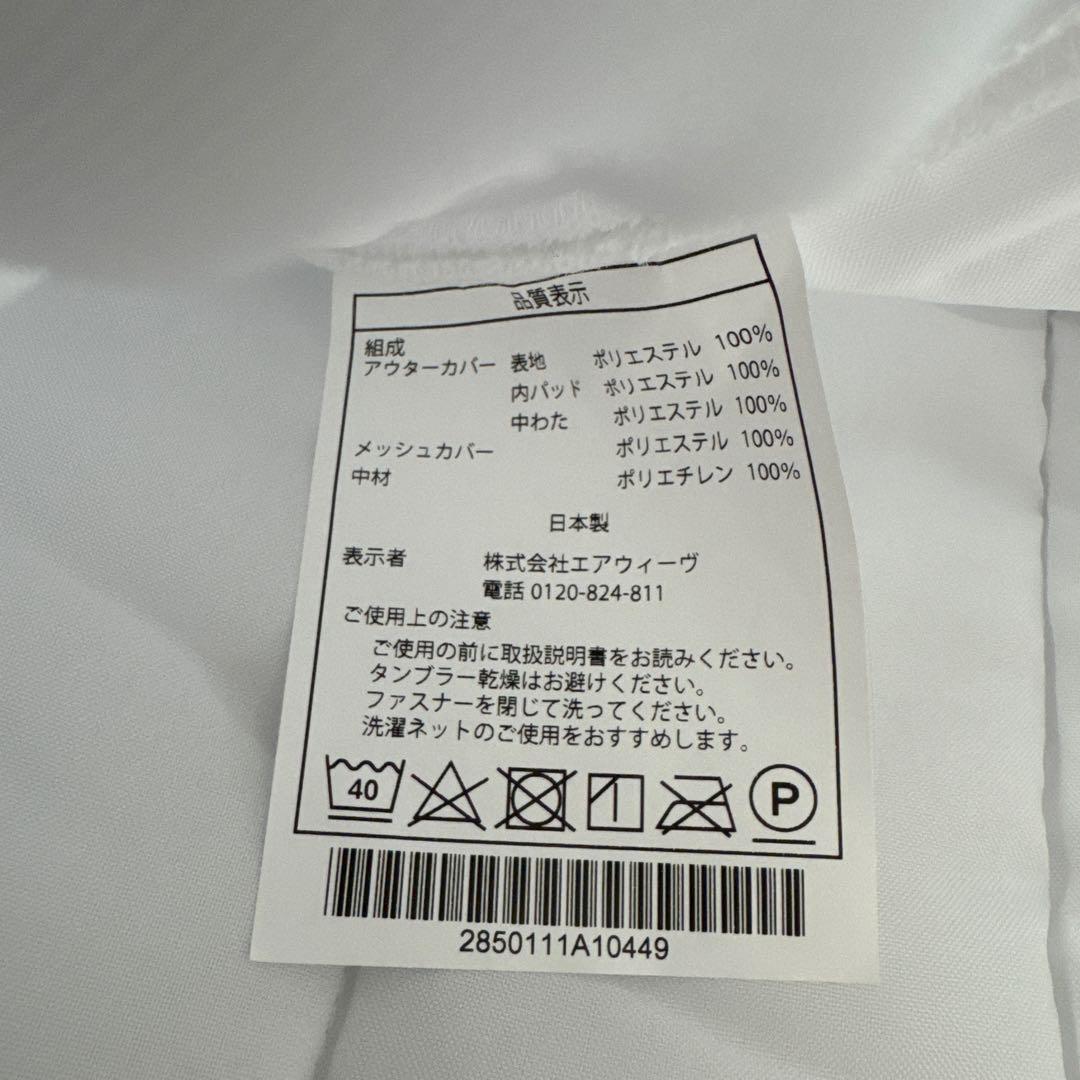 品質表示
組成
アウターカバー 表地 ポリエステル 100%
内パッド ポリエステル 100%
中わた ポリエステル 100%
メッシュカバー ポリエステル 100%
中材 ポリエチレン 100%
日本製
表示者 株式会社エアウィーヴ
電話 0120-824-811
ご使用上の注意
ご使用の前に取扱説明書をお読みください。
タンブラー乾燥はお避けください。
ファスナーを閉じて洗ってください。
洗濯ネットのご使用をおすすめします。
40 P
2850111A10449